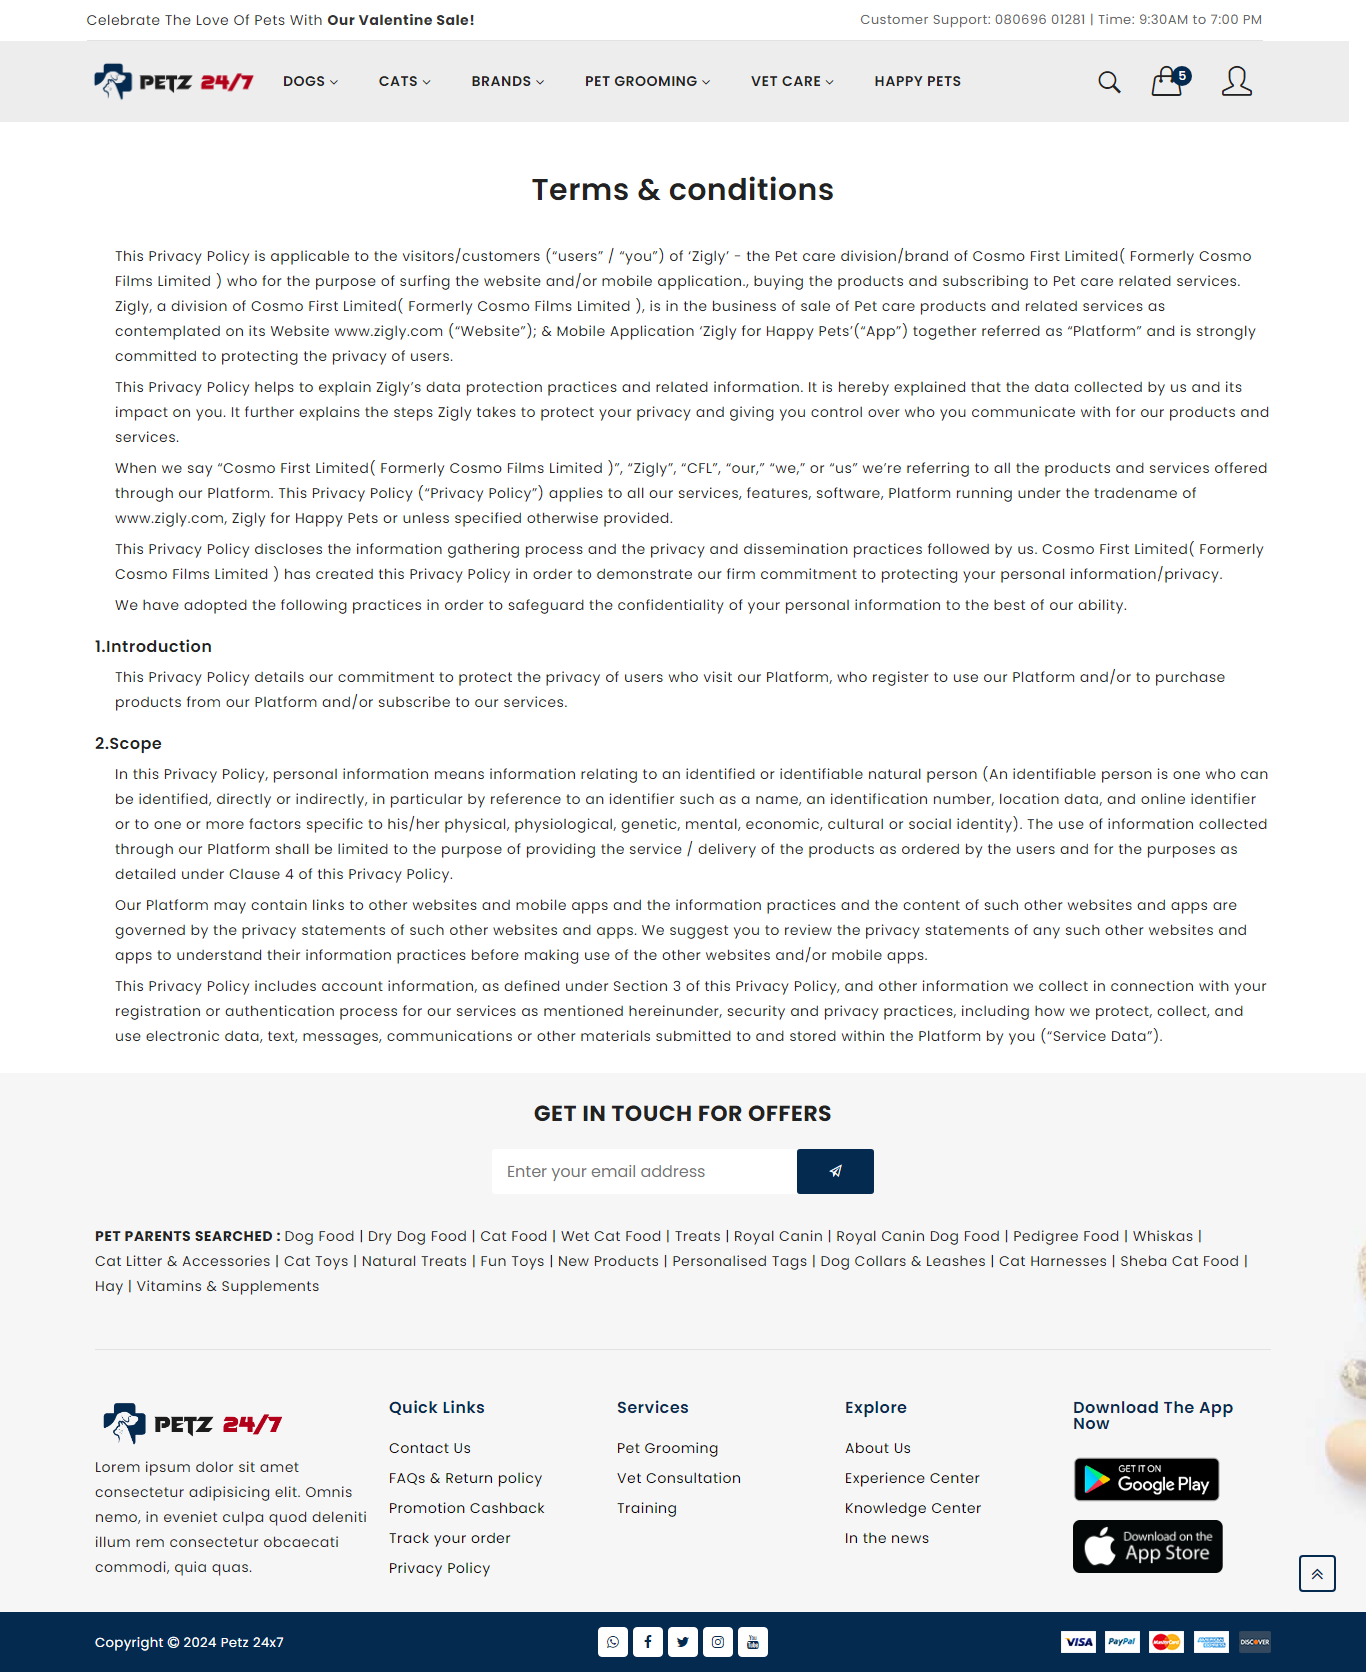 Celebrate The Love Of Pets With Our Valentine Sale!
Customer Support: 080696 01281 | Time: 9:30AM to 7:00 PM
PETZ 24/7
DOGS
CATS
BRANDS
PET GROOMING
VET CARE
HAPPY PETS
5
Terms & conditions
This Privacy Policy is applicable to the visitors/customers (“users” / “you”) of ‘Zigly’ - the Pet care division/brand of Cosmo First Limited( Formerly Cosmo
Films Limited ) who for the purpose of surfing the website and/or mobile application., buying the products and subscribing to Pet care related services.
Zigly, a division of Cosmo First Limited( Formerly Cosmo Films Limited ), is in the business of sale of Pet care products and related services as
contemplated on its Website www.zigly.com (“Website”); & Mobile Application ‘Zigly for Happy Pets’(“App”) together referred as “Platform” and is strongly
committed to protecting the privacy of users.
This Privacy Policy helps to explain Zigly’s data protection practices and related information. It is hereby explained that the data collected by us and its
impact on you. It further explains the steps Zigly takes to protect your privacy and giving you control over who you communicate with for our products and
services.
When we say “Cosmo First Limited( Formerly Cosmo Films Limited )”, “Zigly”, “CFL”, “our,” “we,” or “us” we’re referring to all the products and services offered
through our Platform. This Privacy Policy (“Privacy Policy”) applies to all our services, features, software, Platform running under the tradename of
www.zigly.com, Zigly for Happy Pets or unless specified otherwise provided.
This Privacy Policy discloses the information gathering process and the privacy and dissemination practices followed by us. Cosmo First Limited( Formerly
Cosmo Films Limited ) has created this Privacy Policy in order to demonstrate our firm commitment to protecting your personal information/privacy.
We have adopted the following practices in order to safeguard the confidentiality of your personal information to the best of our ability.
1.Introduction
This Privacy Policy details our commitment to protect the privacy of users who visit our Platform, who register to use our Platform and/or to purchase
products from our Platform and/or subscribe to our services.
2.Scope
In this Privacy Policy, personal information means information relating to an identified or identifiable natural person (An identifiable person is one who can
be identified, directly or indirectly, in particular by reference to an identifier such as a name, an identification number, location data, and online identifier
or to one or more factors specific to his/her physical, physiological, genetic, mental, economic, cultural or social identity). The use of information collected
through our Platform shall be limited to the purpose of providing the service / delivery of the products as ordered by the users and for the purposes as
detailed under Clause 4 of this Privacy Policy.
Our Platform may contain links to other websites and mobile apps and the information practices and the content of such other websites and apps are
governed by the privacy statements of such other websites and apps. We suggest you to review the privacy statements of any such other websites and
apps to understand their information practices before making use of the other websites and/or mobile apps.
This Privacy Policy includes account information, as defined under Section 3 of this Privacy Policy, and other information we collect in connection with your
registration or authentication process for our services as mentioned hereinunder, security and privacy practices, including how we protect, collect, and
use electronic data, text, messages, communications or other materials submitted to and stored within the Platform by you (“Service Data”).
GET IN TOUCH FOR OFFERS
Enter your email address
PET PARENTS SEARCHED : Dog Food | Dry Dog Food | Cat Food | Wet Cat Food | Treats | Royal Canin | Royal Canin Dog Food | Pedigree Food | Whiskas |
Cat Litter & Accessories | Cat Toys | Natural Treats | Fun Toys | New Products | Personalised Tags | Dog Collars & Leashes | Cat Harnesses | Sheba Cat Food |
Hay | Vitamins & Supplements
PETZ 24/7
Lorem ipsum dolor sit amet
consectetur adipisicing elit. Omnis
nemo, in eveniet culpa quod deleniti
illum rem consectetur obcaecati
commodi, quia quas.
Quick Links
Contact Us
FAQs & Return policy
Promotion Cashback
Track your order
Privacy Policy
Services
Pet Grooming
Vet Consultation
Training
Explore
About Us
Experience Center
Knowledge Center
In the news
Download The App
Now
GET IT ON
Google Play
Download on the
App Store
Copyright © 2024 Petz 24x7
You
Tube
VISA
PayPal
MasterCard
AMERICAN
EXPRESS
DISCOVER